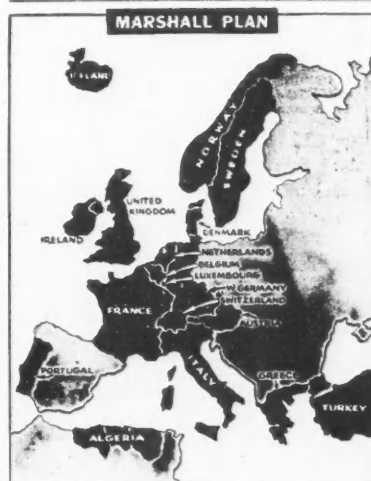 MARSHALL PLAN
ICELAND
NORWAY
SWEDEN
UNITED
KINGDOM
IRELAND
DENMARK
NETHERLANDS
BELGIUM
LUXEMBOURG
W. GERMANY
SWITZERLAND
FRANCE
AUSTRIA
PORTUGAL
ITALY
GREECE
TURKEY
ALGERIA